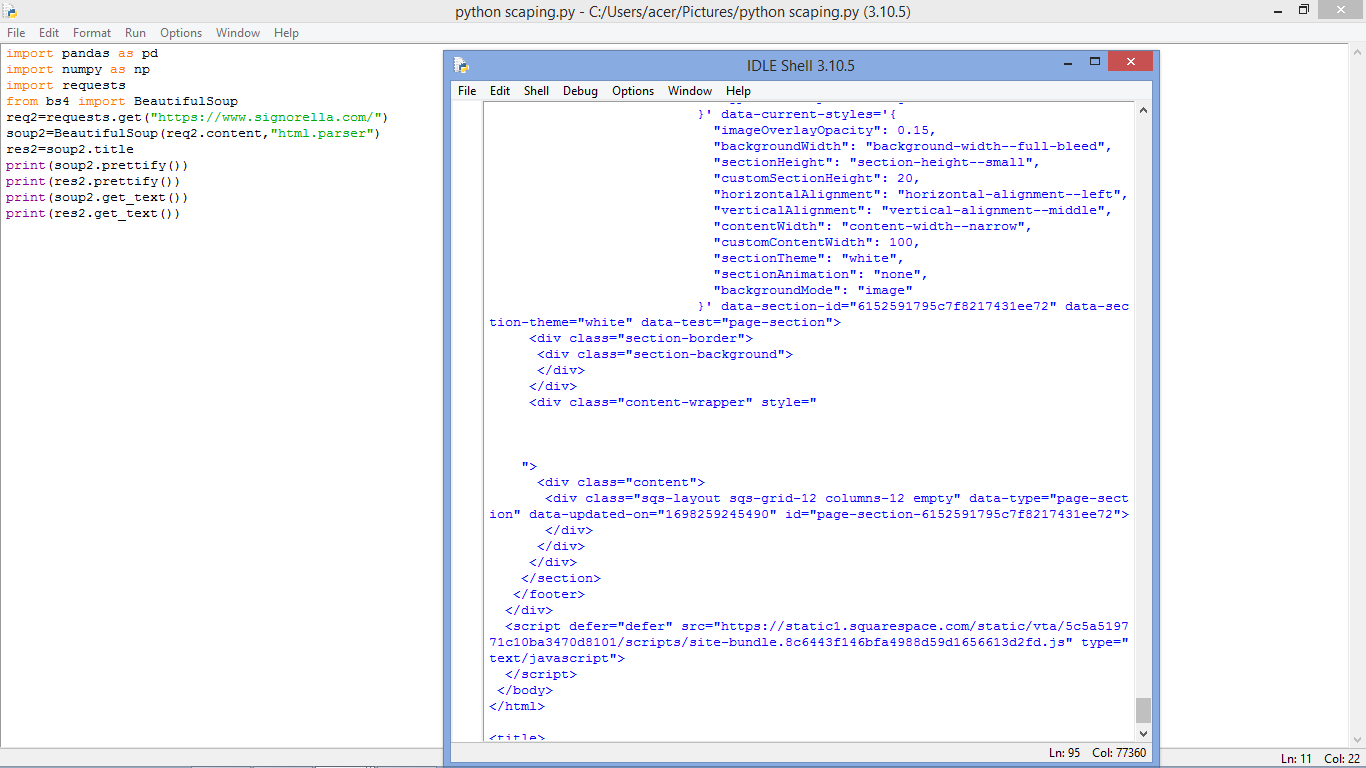 python scaping.py - C:/Users/acer/Pictures/python scaping.py (3.10.5)
File Edit Format Run Options Window Help
import pandas as pd
import numpy as np
import requests
from bs4 import BeautifulSoup
req2=requests.get("https://www.signorella.com/")
soup2=BeautifulSoup(req2.content,"html.parser")
res2=soup2.title
print(soup2.prettify())
print(res2.prettify())
print(soup2.get_text())
print(res2.get_text())
IDLE Shell 3.10.5
File Edit Shell Debug Options Window Help
}' data-current-styles='{
"imageOverlayOpacity": 0.15,
"backgroundWidth": "background-width--full-bleed",
"sectionHeight": "section-height--small",
"customSectionHeight": 20,
"horizontalAlignment": "horizontal-alignment--left",
"verticalAlignment": "vertical-alignment--middle",
"contentWidth": "content-width--narrow",
"customContentWidth": 100,
"sectionTheme": "white",
"sectionAnimation": "none",
"backgroundMode": "image"
}' data-section-id="6152591795c7f8217431ee72" data-sec
tion-theme="white" data-test="page-section">
<div class="section-border">
<div class="section-background">
</div>
</div>
<div class="content-wrapper" style="
">
<div class="content">
<div class="sqs-layout sqs-grid-12 columns-12 empty" data-type="page-sect
ion" data-updated-on="1698259245490" id="page-section-6152591795c7f8217431ee72">
</div>
</div>
</div>
</section>
</footer>
</div>
<script defer="defer" src="https://static1.squarespace.com/static/vta/5c5a5197
71c10ba3470d8101/scripts/site-bundle.8c6443f146bfa4988d59d1656613d2fd.js" type="
text/javascript">
</script>
</body>
</html>
<title>
Ln: 95 Col: 77360
Ln: 11 Col: 22